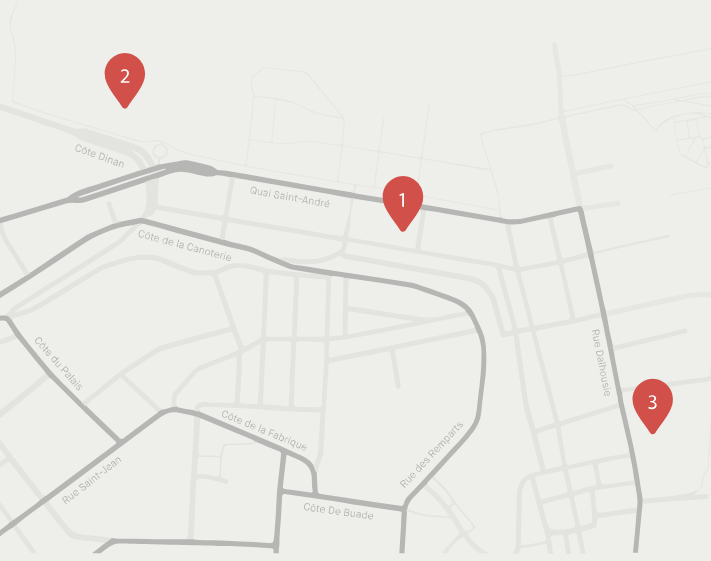 2
Côte Dinan
1
Quai Saint-André
Côte de la Canoterie
Côte du Palais
Rue Dalhousie
3
Côte de la Fabrique
Rue des Remparts
Rue Saint-Jean
Côte De Buade